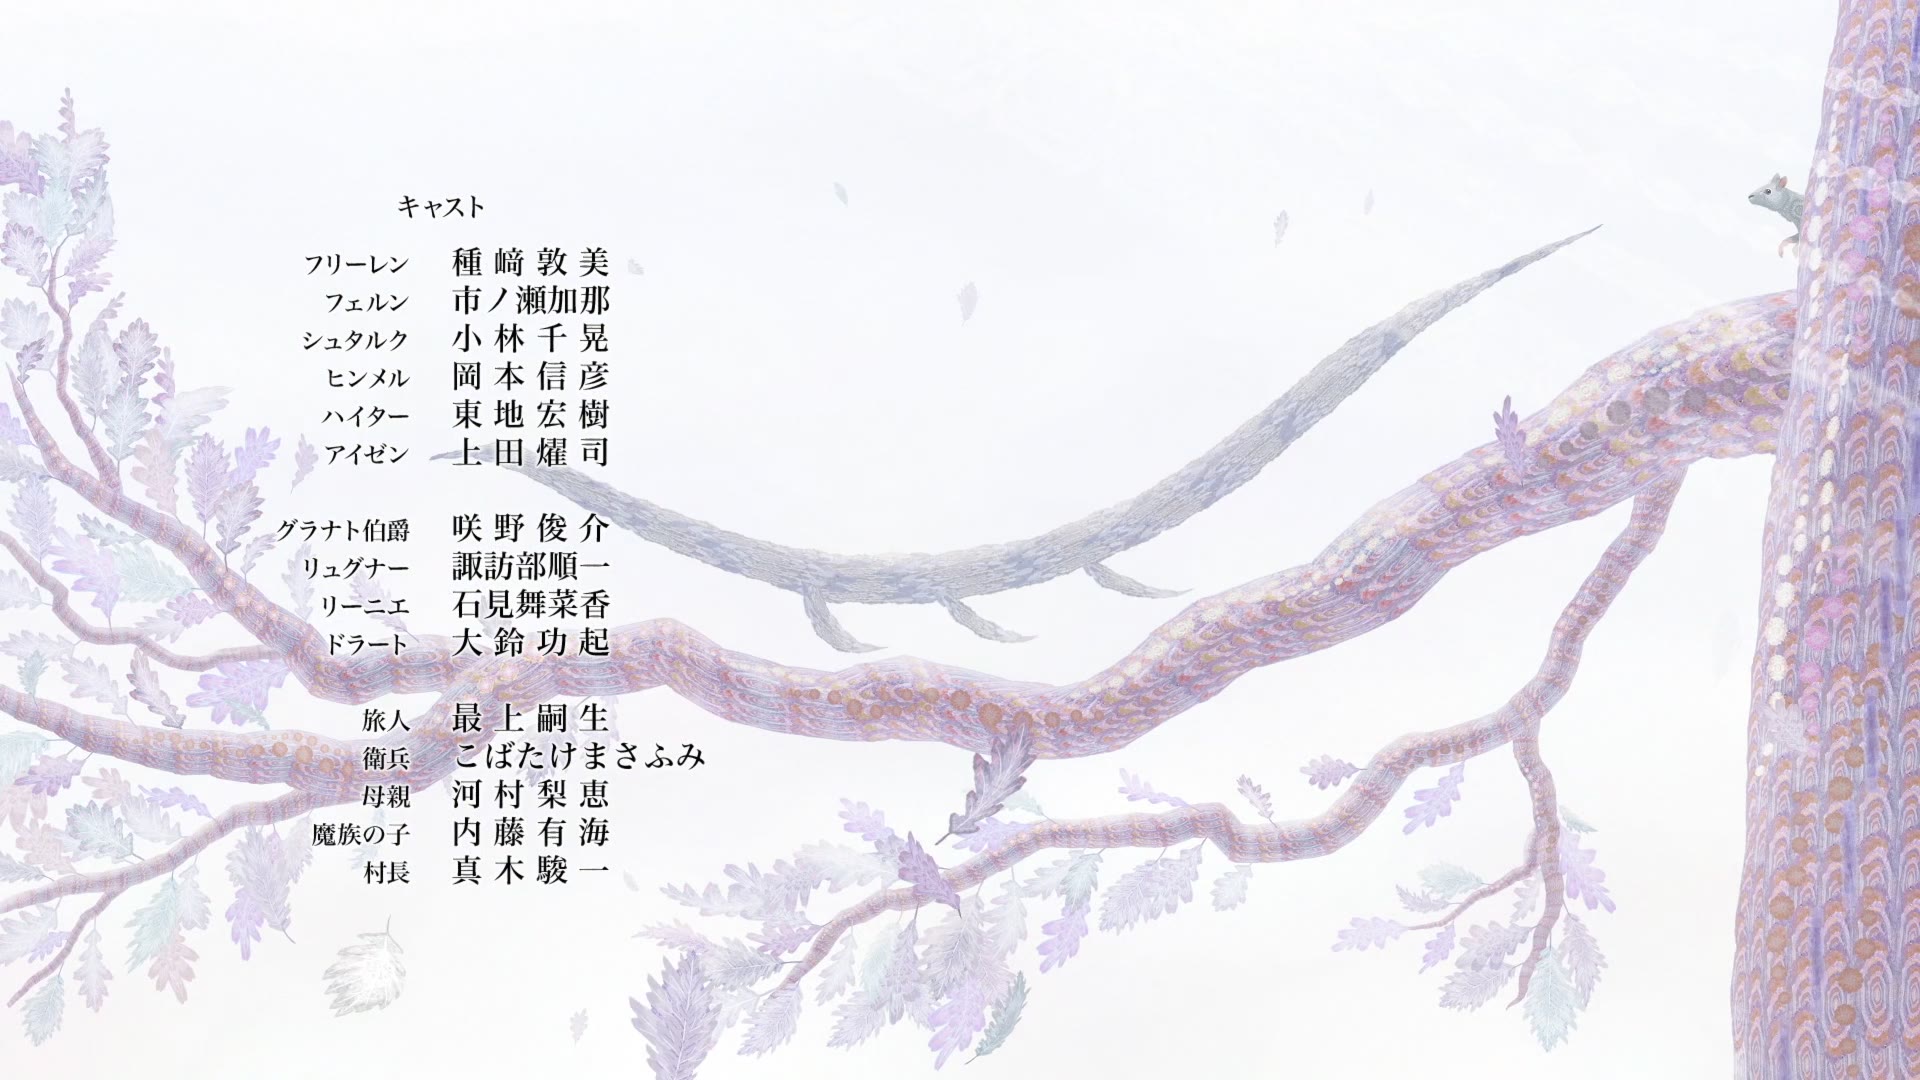 キャスト
フリーレン 種﨑敦美
フェルン 市ノ瀬加那
シュタルク 小林千晃
ヒンメル 岡本信彦
ハイター 東地宏樹
アイゼン 上田燿司
グラナト伯爵 咲野俊介
リュグナー 諏訪部順一
リーニエ 石見舞菜香
ドラート 大鈴功起
旅人 最上嗣生
衛兵 こばたけまさふみ
母親 河村梨恵
魔族の子 内藤有海
村長 真木駿一